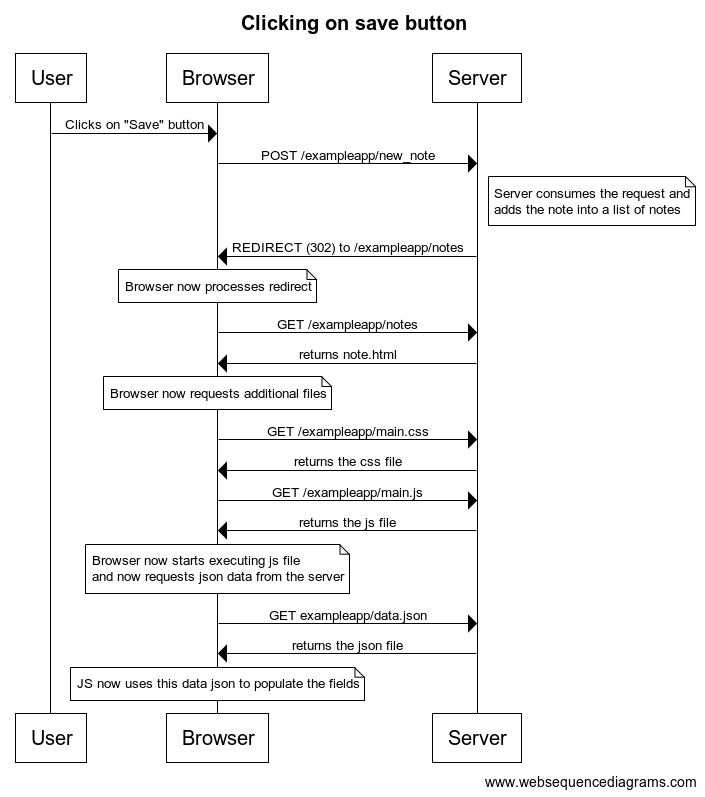 Clicking on save button
User
Browser
Server
Clicks on "Save" button
POST /exampleapp/new_note
Server consumes the request and
adds the note into a list of notes
REDIRECT (302) to /exampleapp/notes
Browser now processes redirect
GET /exampleapp/notes
returns note.html
Browser now requests additional files
GET /exampleapp/main.css
returns the css file
GET /exampleapp/main.js
returns the js file
Browser now starts executing js file
and now requests json data from the server
GET exampleapp/data.json
returns the json file
JS now uses this data json to populate the fields
User
Browser
Server
www.websequencediagrams.com